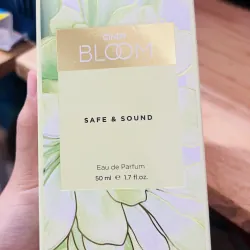 BLOOM
SAFE & SOUND
Eau de Parfum
50 ml ℮ 1.7 fl.oz.